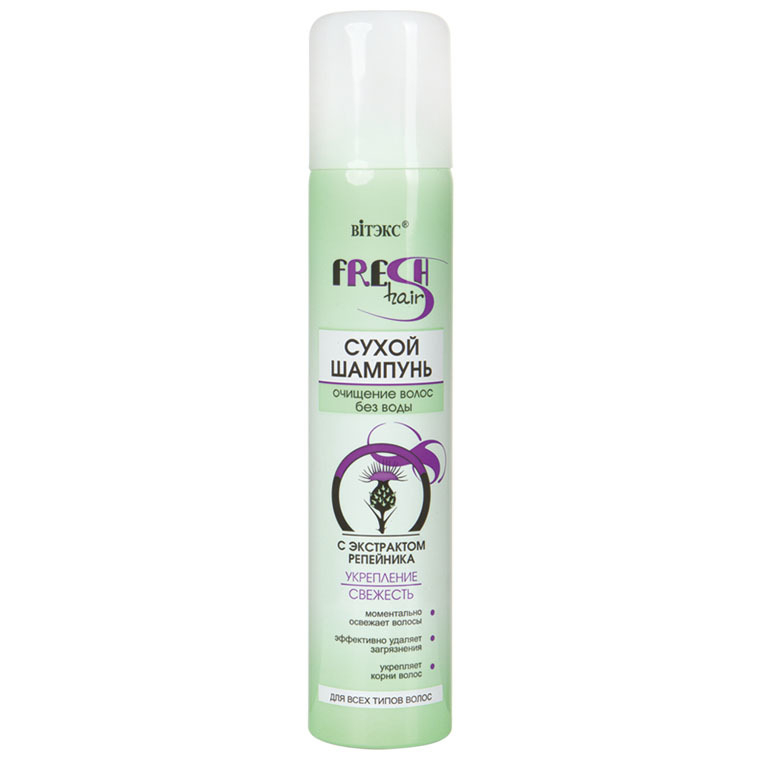 вiтэкс®
FRESH
hair
СУХОЙ
ШАМПУНЬ
очищение волос
без воды
С ЭКСТРАКТОМ
РЕПЕЙНИКА
УКРЕПЛЕНИЕ
СВЕЖЕСТЬ
моментально
освежает волосы
эффективно удаляет
загрязнения
укрепляет
корни волос
ДЛЯ ВСЕХ ТИПОВ ВОЛОС